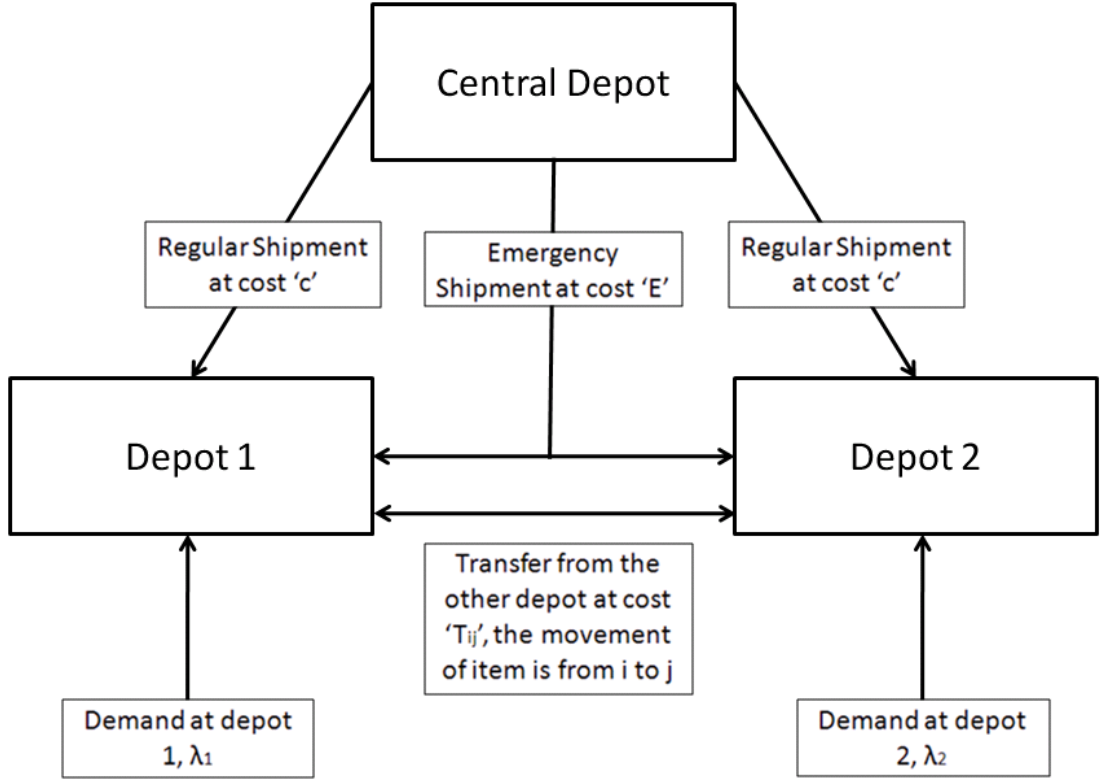 Central Depot
Regular Shipment
at cost ‘c’
Emergency
Shipment at cost ‘E’
Regular Shipment
at cost ‘c’
Depot 1
Depot 2
Transfer from the
other depot at cost
‘Tij’, the movement
of item is from i to j
Demand at depot
1, λ1
Demand at depot
2, λ2